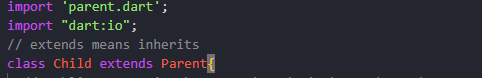 import 'parent.dart';
import "dart:io";
// extends means inherits
class Child extends Parent{